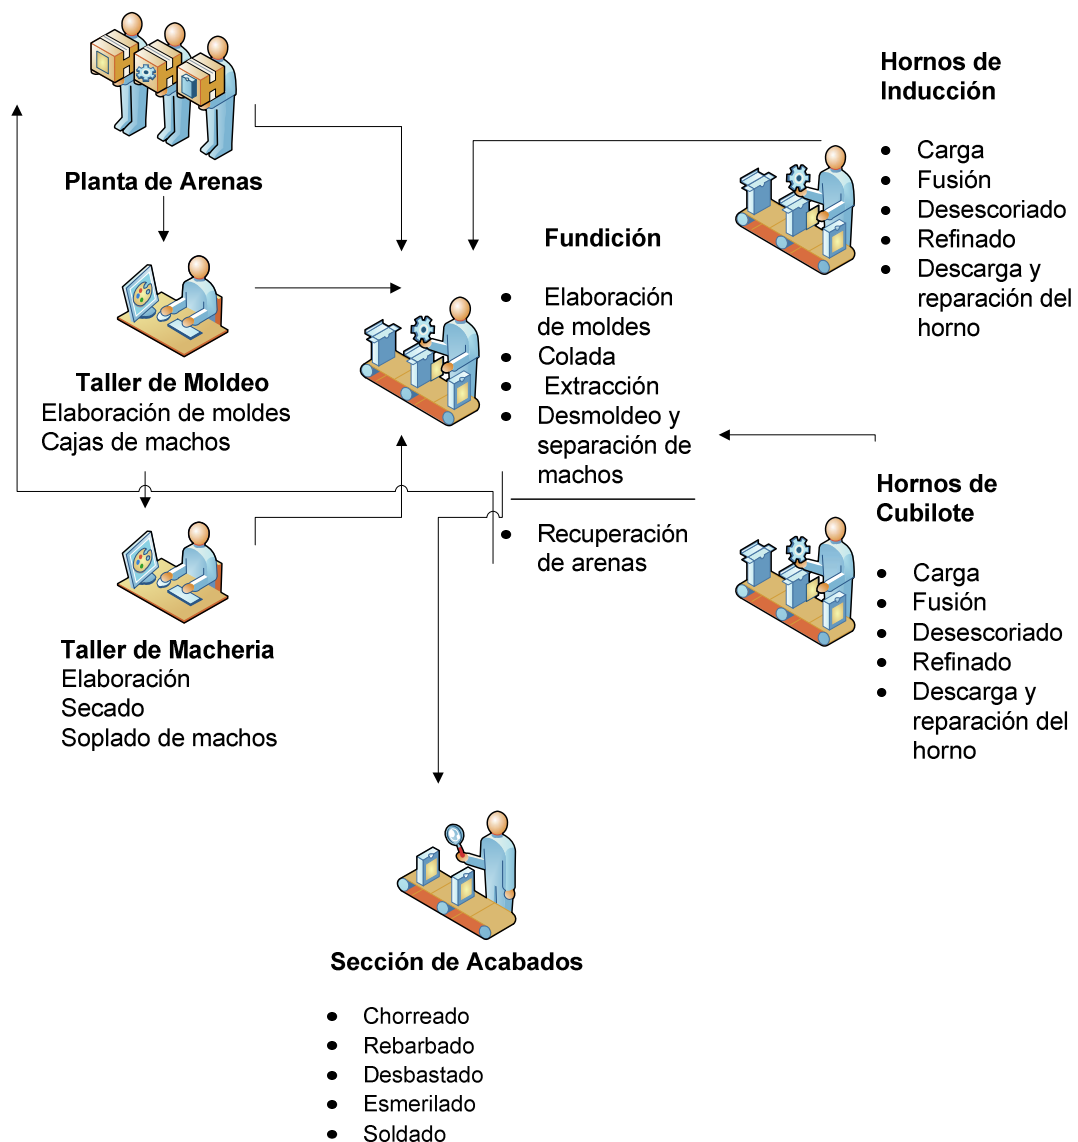 Planta de Arenas
Hornos de
Inducción
• Carga
• Fusión
• Desescoriado
• Refinado
• Descarga y
reparación del
horno
Fundición
• Elaboración
de moldes
• Colada
• Extracción
• Desmoldeo y
separación de
machos
• Recuperación
de arenas
Taller de Moldeo
Elaboración de moldes
Cajas de machos
Hornos de
Cubilote
• Carga
• Fusión
• Desescoriado
• Refinado
• Descarga y
reparación del
horno
Taller de Macheria
Elaboración
Secado
Soplado de machos
Sección de Acabados
• Chorreado
• Rebarbado
• Desbastado
• Esmerilado
• Soldado